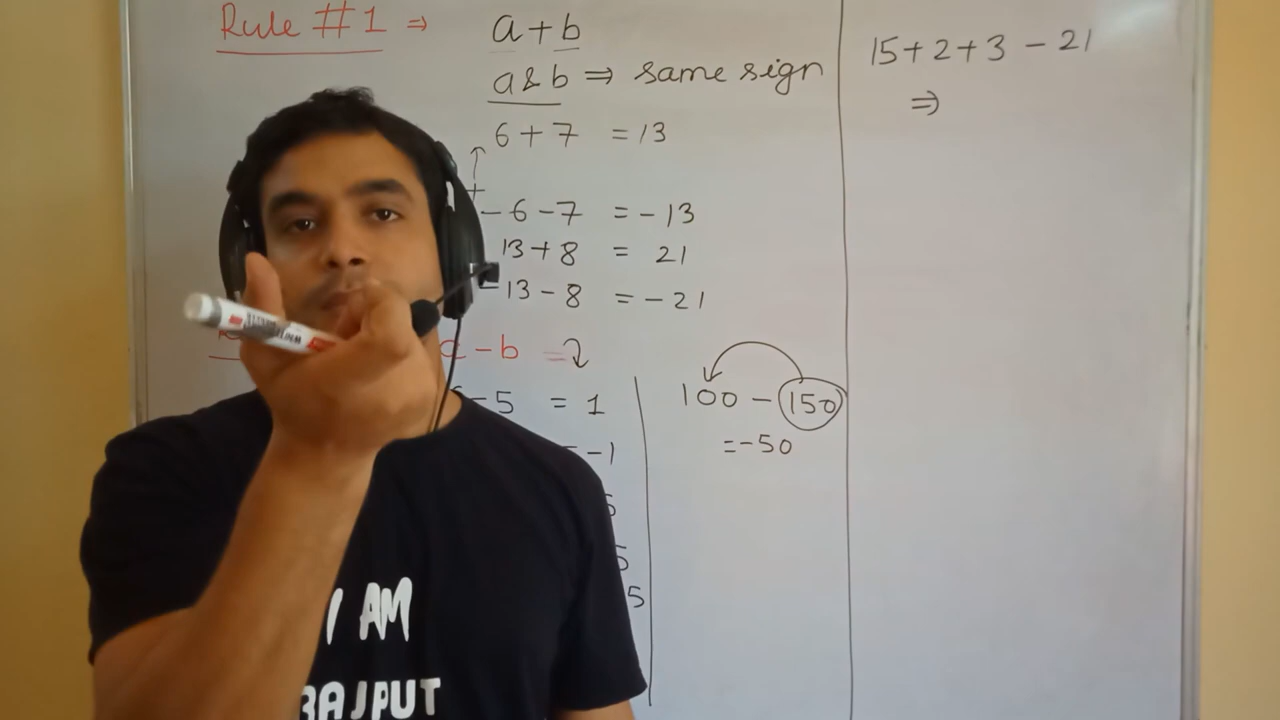 Rule #1 ⇒ a+b
a&b ⇒ same sign
6+7 =13
-6-7 =-13
13+8 = 21
-13-8 =-21
-b =
-5 = 1
-1
5
100-150
=-50
15+2+3-21
⇒
I AM
RAJPUT